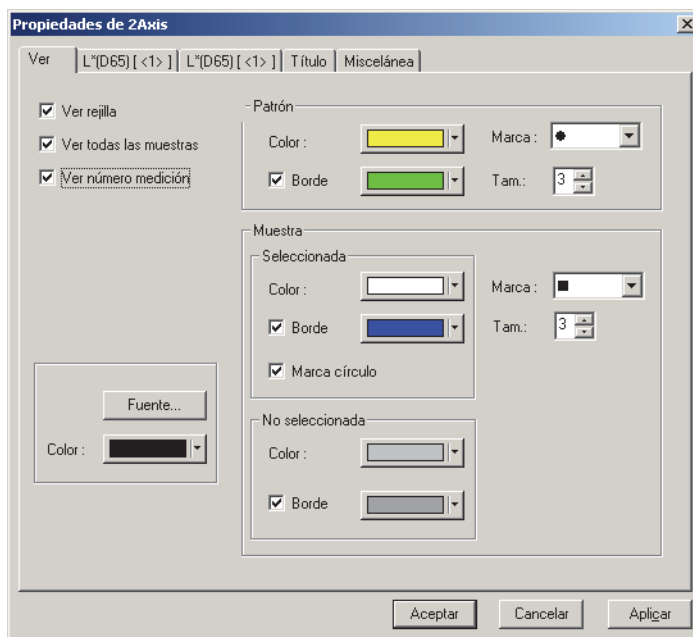 Propiedades de 2Axis
Ver L*(D65) [ <1> ] L*(D65) [ <1> ] Título Miscelánea
Ver rejilla
Ver todas las muestras
Ver número medición
Fuente...
Color :
Patrón
Color : Marca :
Borde Tam.: 3
Muestra
Seleccionada
Color : Marca :
Borde Tam.: 3
Marca círculo
No seleccionada
Color :
Borde
Aceptar Cancelar Aplicar